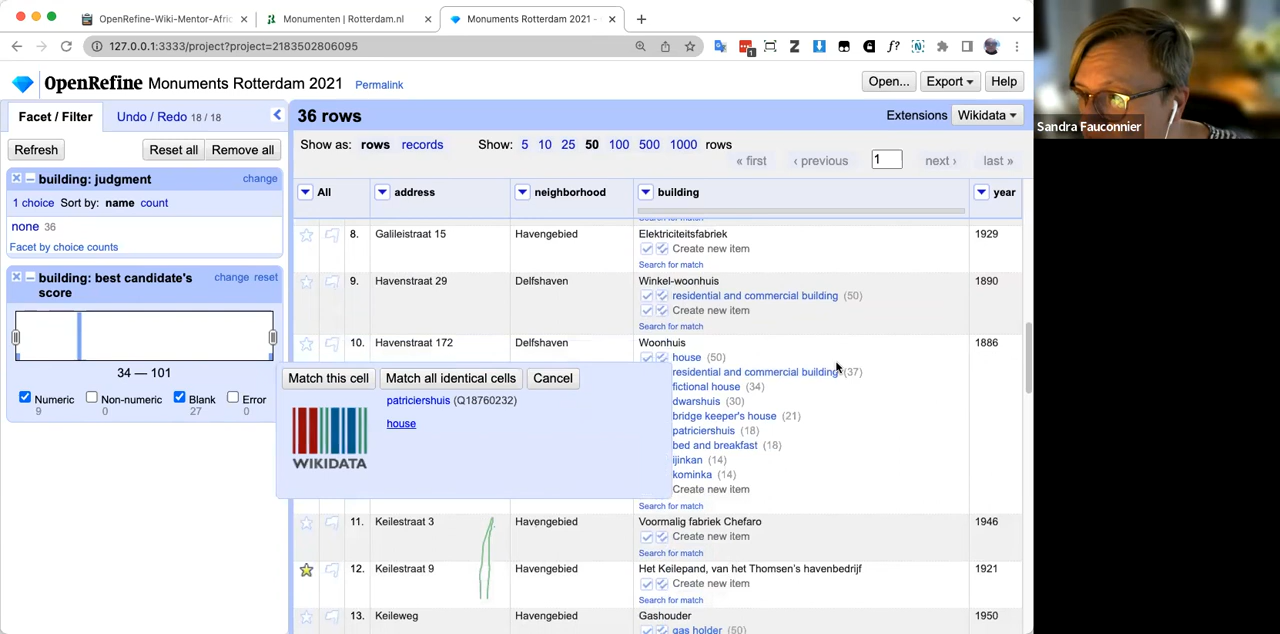 OpenRefine-Wiki-Mentor-Afric
Monumenten | Rotterdam.nl
Monuments Rotterdam 2021 -
127.0.0.1:3333/project?project=2183502806095
OpenRefine Monuments Rotterdam 2021 Permalink
Open... Export Help
Facet / Filter Undo / Redo 18 / 18
36 rows
Extensions Wikidata
Refresh Reset all Remove all
Show as: rows records Show: 5 10 25 50 100 500 1000 rows
« first ‹ previous 1 next › last »
building: judgment change
1 choice Sort by: name count
none 36
Facet by choice counts
building: best candidate's score change reset
34 — 101
Numeric 9
Non-numeric 0
Blank 27
Error 0
All address neighborhood building year
Search for match
8. Galileistraat 15 Havengebied Elektriciteitsfabriek 1929
Create new item
Search for match
9. Havenstraat 29 Delfshaven Winkel-woonhuis 1890
residential and commercial building (50)
Create new item
Search for match
10. Havenstraat 172 Delfshaven Woonhuis 1886
house (50)
residential and commercial building (37)
fictional house (34)
dwarshuis (30)
bridge keeper's house (21)
patriciershuis (18)
bed and breakfast (18)
ijinkan (14)
kominka (14)
Create new item
Search for match
Match this cell Match all identical cells Cancel
patriciershuis (Q18760232)
house
WIKIDATA
11. Keilestraat 3 Havengebied Voormalig fabriek Chefaro 1946
Create new item
Search for match
12. Keilestraat 9 Havengebied Het Keilepand, van het Thomsen's havenbedrijf 1921
Create new item
Search for match
13. Keileweg Havengebied Gashouder 1950
gas holder (50)
Sandra Fauconnier